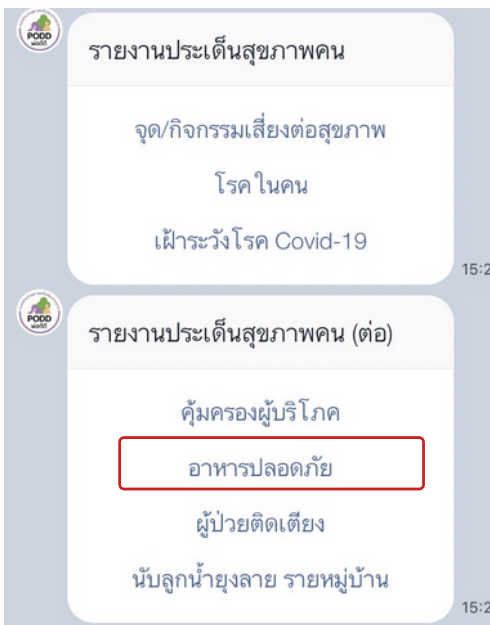 PODD
ผ่อดีดี
รายงานประเด็นสุขภาพคน
จุด/กิจกรรมเสี่ยงต่อสุขภาพ
โรคในคน
เฝ้าระวังโรค Covid-19
15:2
PODD
ผ่อดีดี
รายงานประเด็นสุขภาพคน (ต่อ)
คุ้มครองผู้บริโภค
อาหารปลอดภัย
ผู้ป่วยติดเตียง
นับลูกน้ำยุงลาย รายหมู่บ้าน
15:2